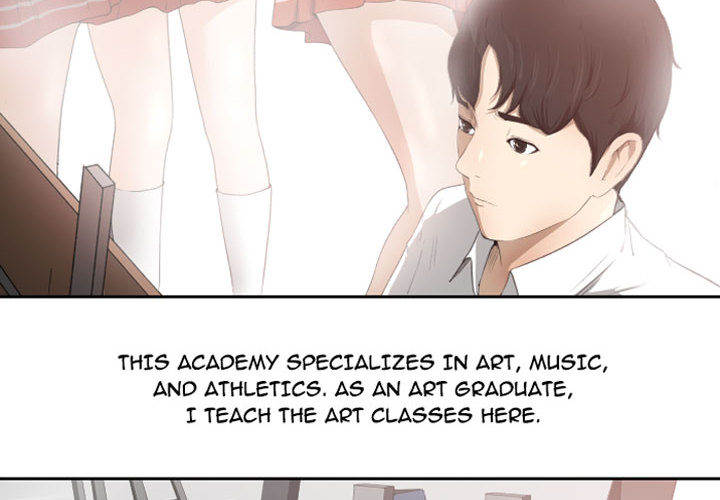 THIS ACADEMY SPECIALIZES IN ART, MUSIC,
AND ATHLETICS. AS AN ART GRADUATE,
I TEACH THE ART CLASSES HERE.